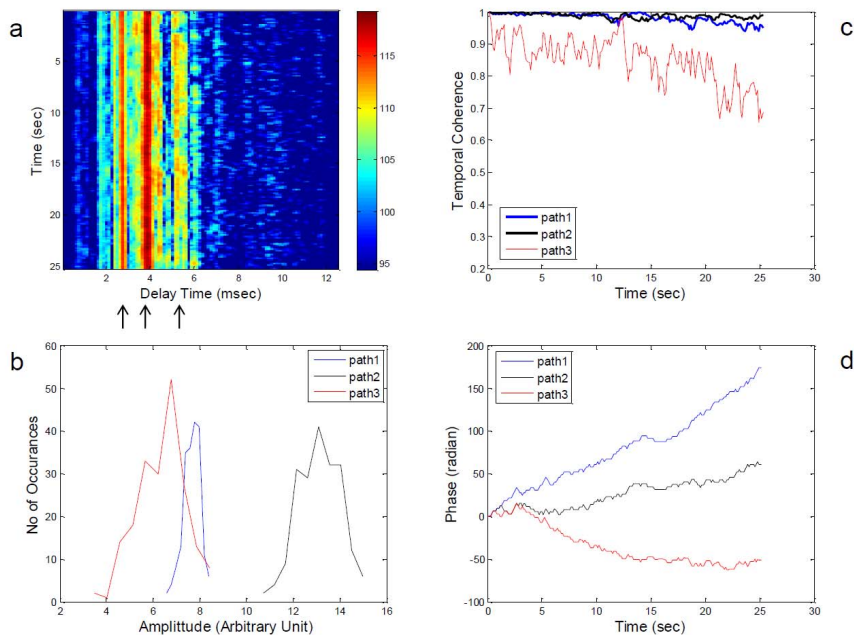 a
0
5
10
15
20
25
Time (sec)
2 4 6 8 10 12
Delay Time (msec)
115
110
105
100
95
c
1
0.9
0.8
0.7
0.6
0.5
0.4
0.3
0.2
Temporal Coherence
path1
path2
path3
0 5 10 15 20 25 30
Time (sec)
b
60
50
40
30
20
10
0
No of Occurances
path1
path2
path3
2 4 6 8 10 12 14 16
Amplittude (Arbitrary Unit)
d
200
150
100
50
0
-50
-100
Phase (radian)
path1
path2
path3
0 5 10 15 20 25 30
Time (sec)